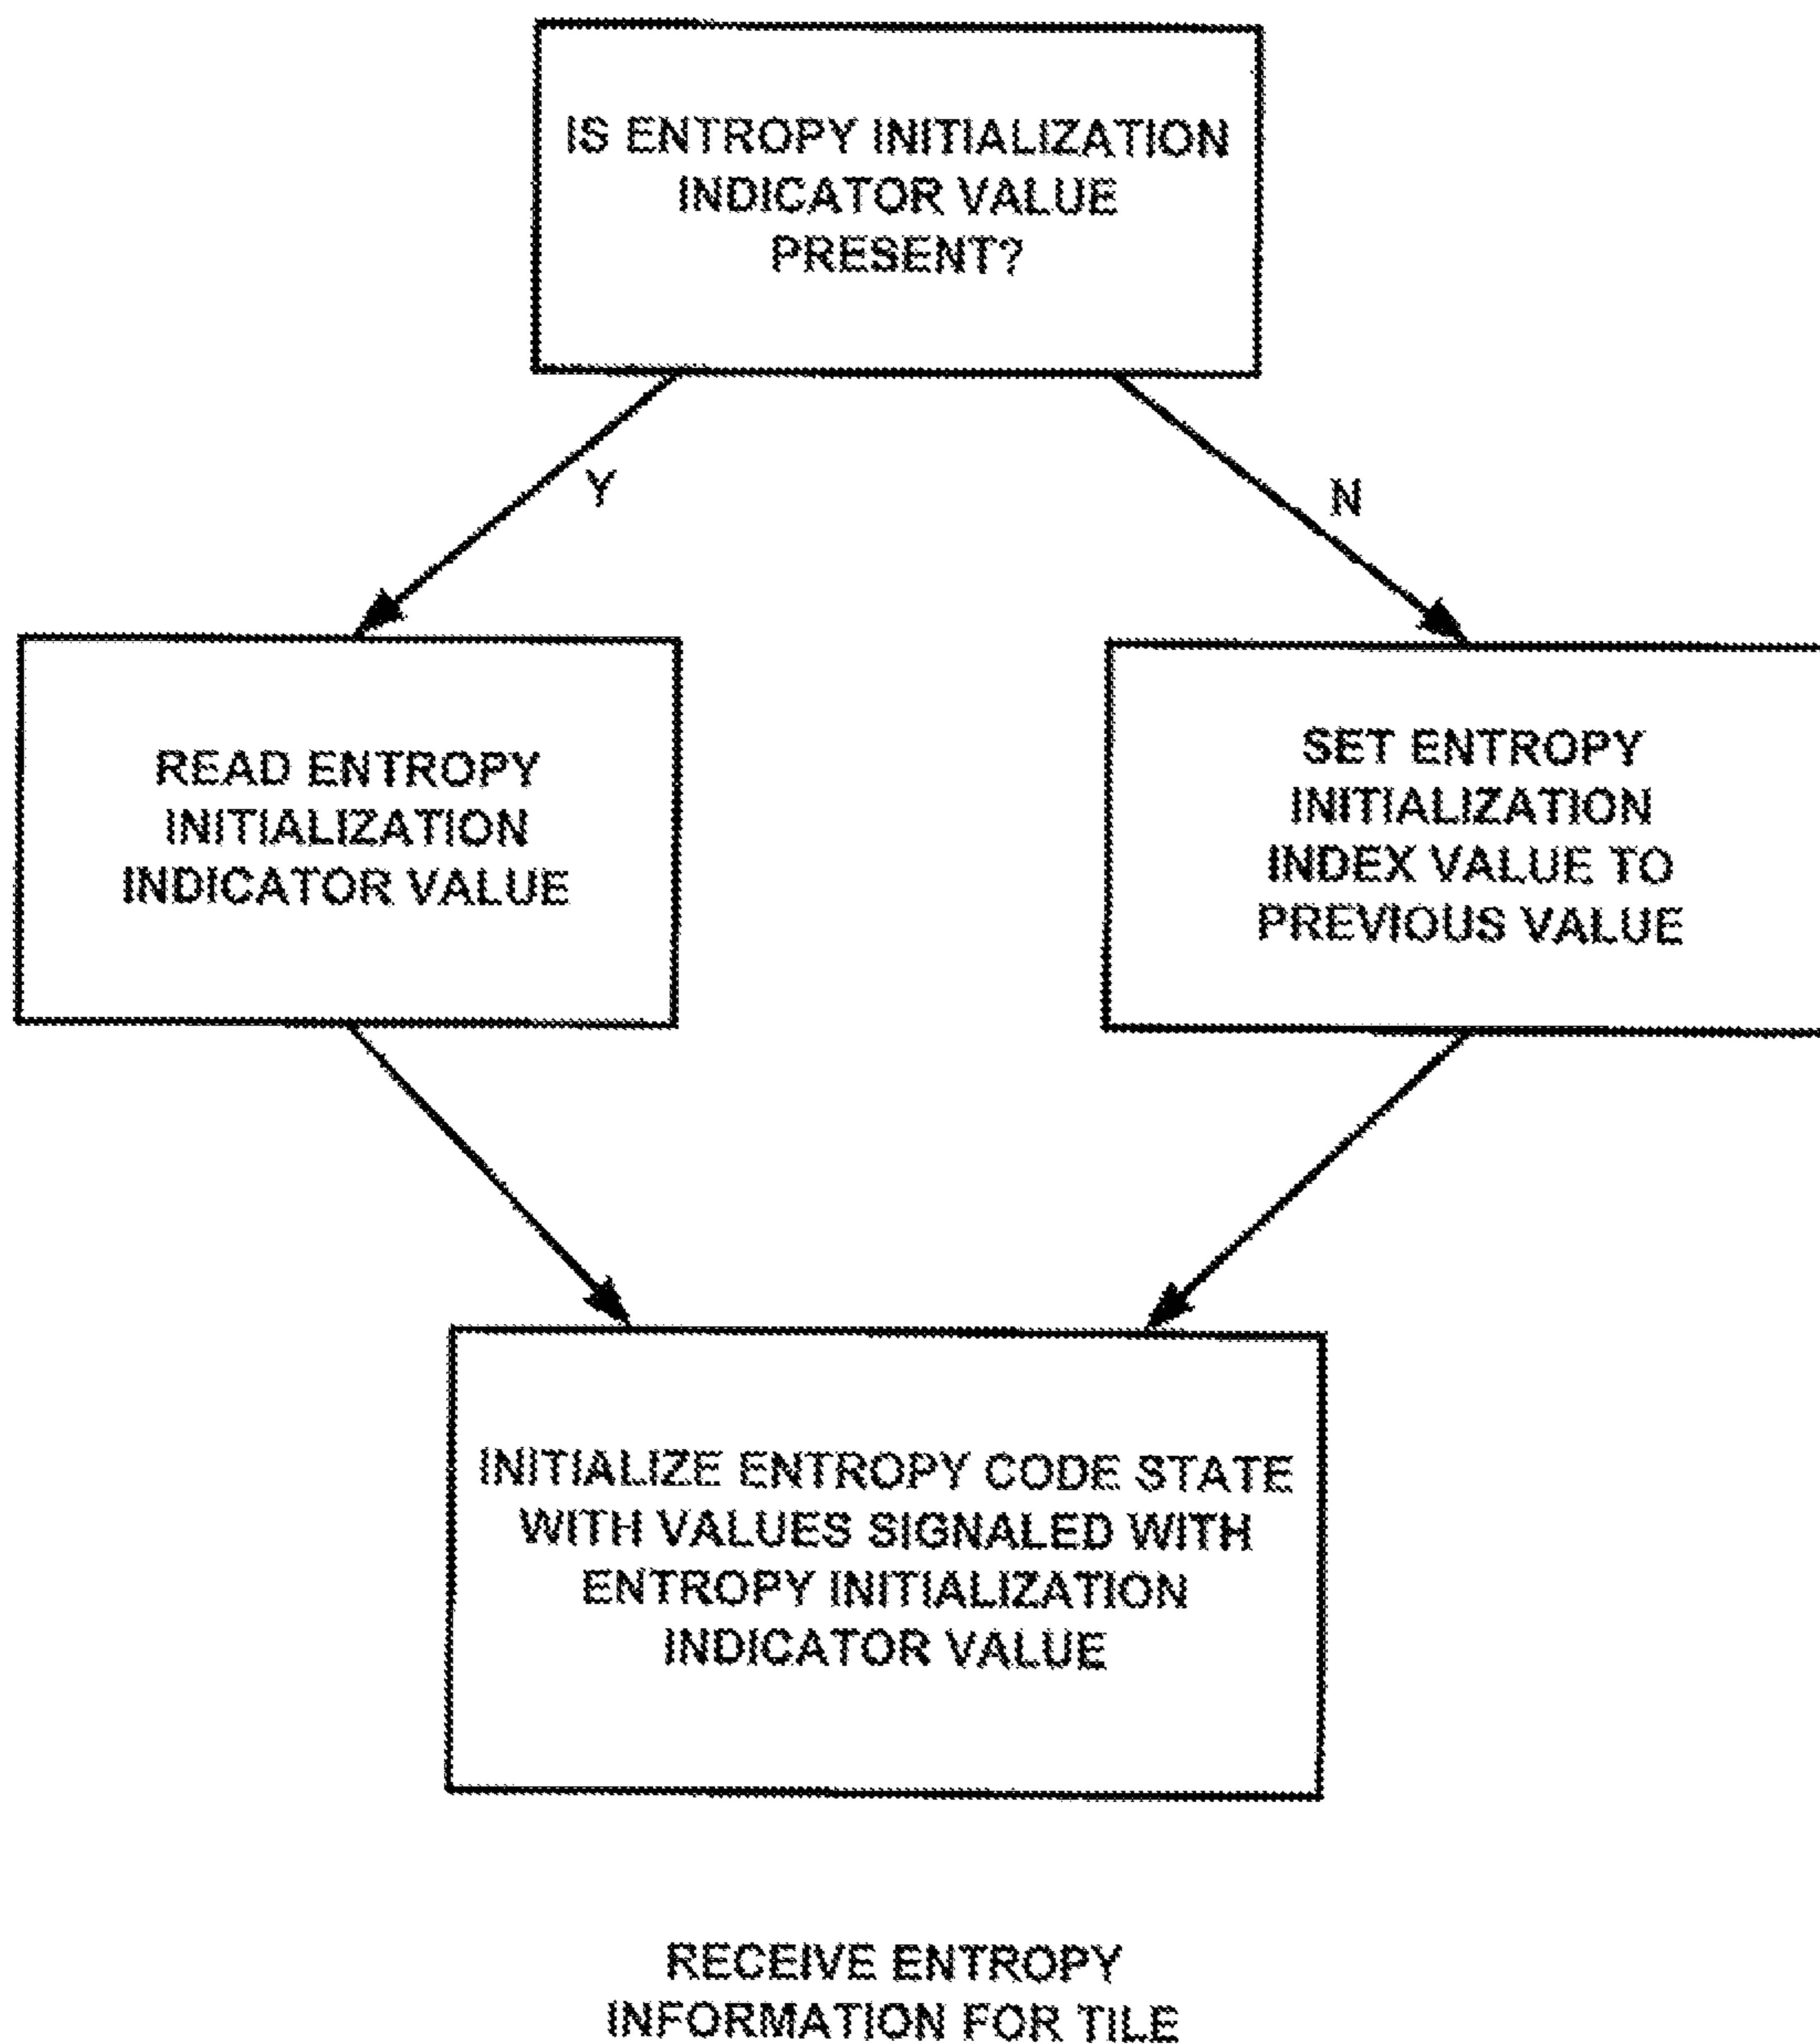 IS ENTROPY INITIALIZATION
INDICATOR VALUE
PRESENT?
Y
N
READ ENTROPY
INITIALIZATION
INDICATOR VALUE
SET ENTROPY
INITIALIZATION
INDEX VALUE TO
PREVIOUS VALUE
INITIALIZE ENTROPY CODE STATE
WITH VALUES SIGNALED WITH
ENTROPY INITIALIZATION
INDICATOR VALUE
RECEIVE ENTROPY
INFORMATION FOR TILE